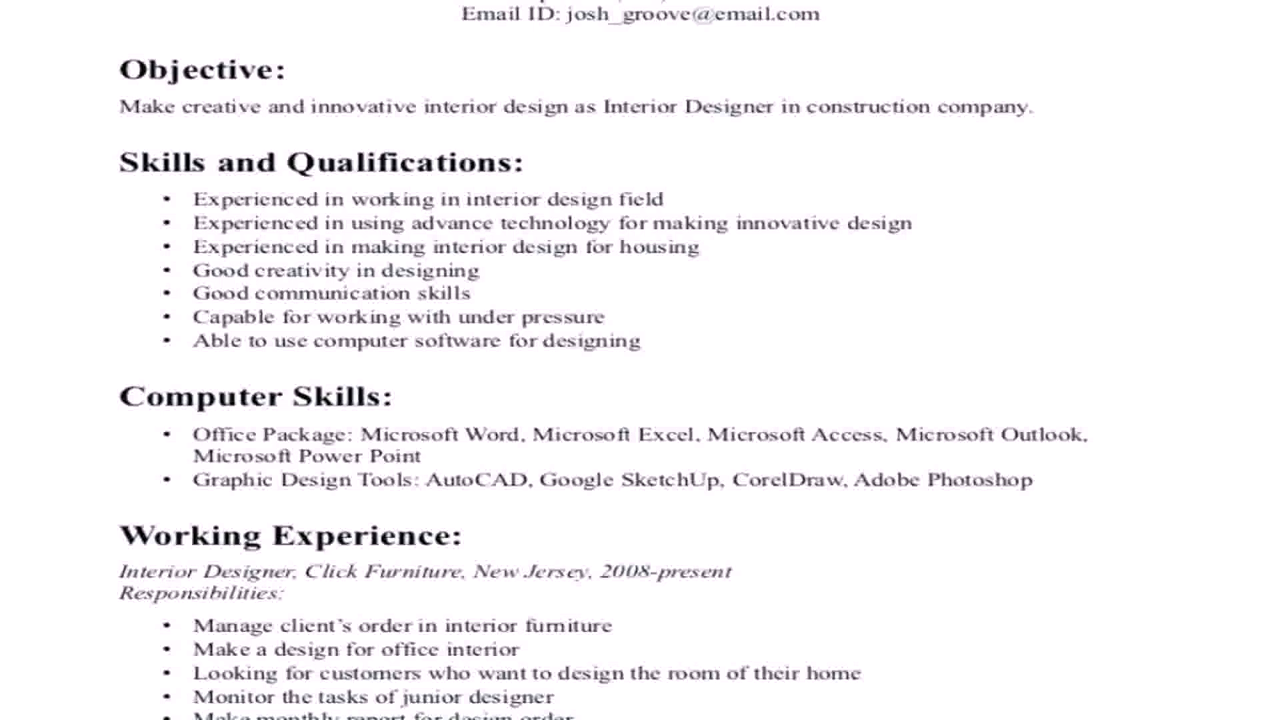 Email ID: josh_groove@email.com
Objective:
Make creative and innovative interior design as Interior Designer in construction company.
Skills and Qualifications:
• Experienced in working in interior design field
• Experienced in using advance technology for making innovative design
• Experienced in making interior design for housing
• Good creativity in designing
• Good communication skills
• Capable for working with under pressure
• Able to use computer software for designing
Computer Skills:
• Office Package: Microsoft Word, Microsoft Excel, Microsoft Access, Microsoft Outlook,
Microsoft Power Point
• Graphic Design Tools: AutoCAD, Google SketchUp, CorelDraw, Adobe Photoshop
Working Experience:
Interior Designer, Click Furniture, New Jersey, 2008-present
Responsibilities:
• Manage client's order in interior furniture
• Make a design for office interior
• Looking for customers who want to design the room of their home
• Monitor the tasks of junior designer
• Make monthly report for design order